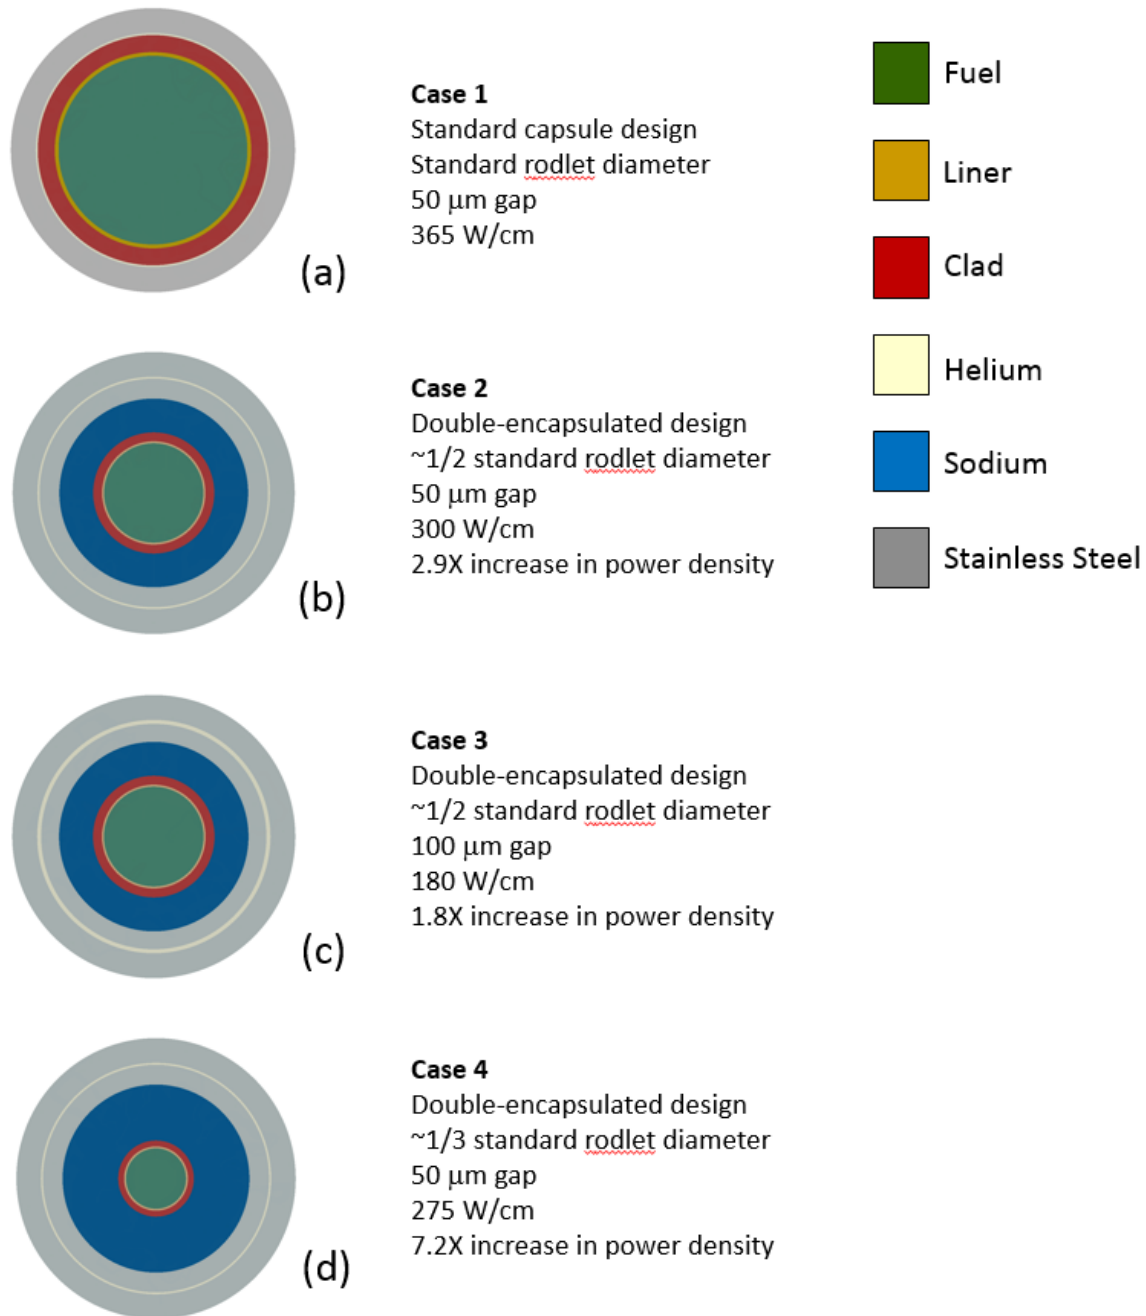 Case 1
Standard capsule design
Standard rodlet diameter
50 μm gap
365 W/cm
(a)
Case 2
Double-encapsulated design
~1/2 standard rodlet diameter
50 μm gap
300 W/cm
2.9X increase in power density
(b)
Case 3
Double-encapsulated design
~1/2 standard rodlet diameter
100 μm gap
180 W/cm
1.8X increase in power density
(c)
Case 4
Double-encapsulated design
~1/3 standard rodlet diameter
50 μm gap
275 W/cm
7.2X increase in power density
(d)
Fuel
Liner
Clad
Helium
Sodium
Stainless Steel